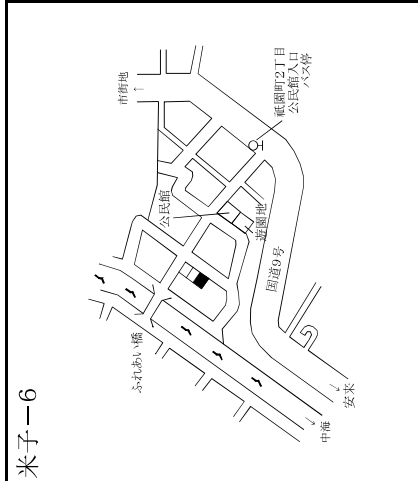 米子－6
市街地
祇園町2丁目
公民館入口
バス停
公民館
遊園地
国道9号
ふれあい橋
中海
安来